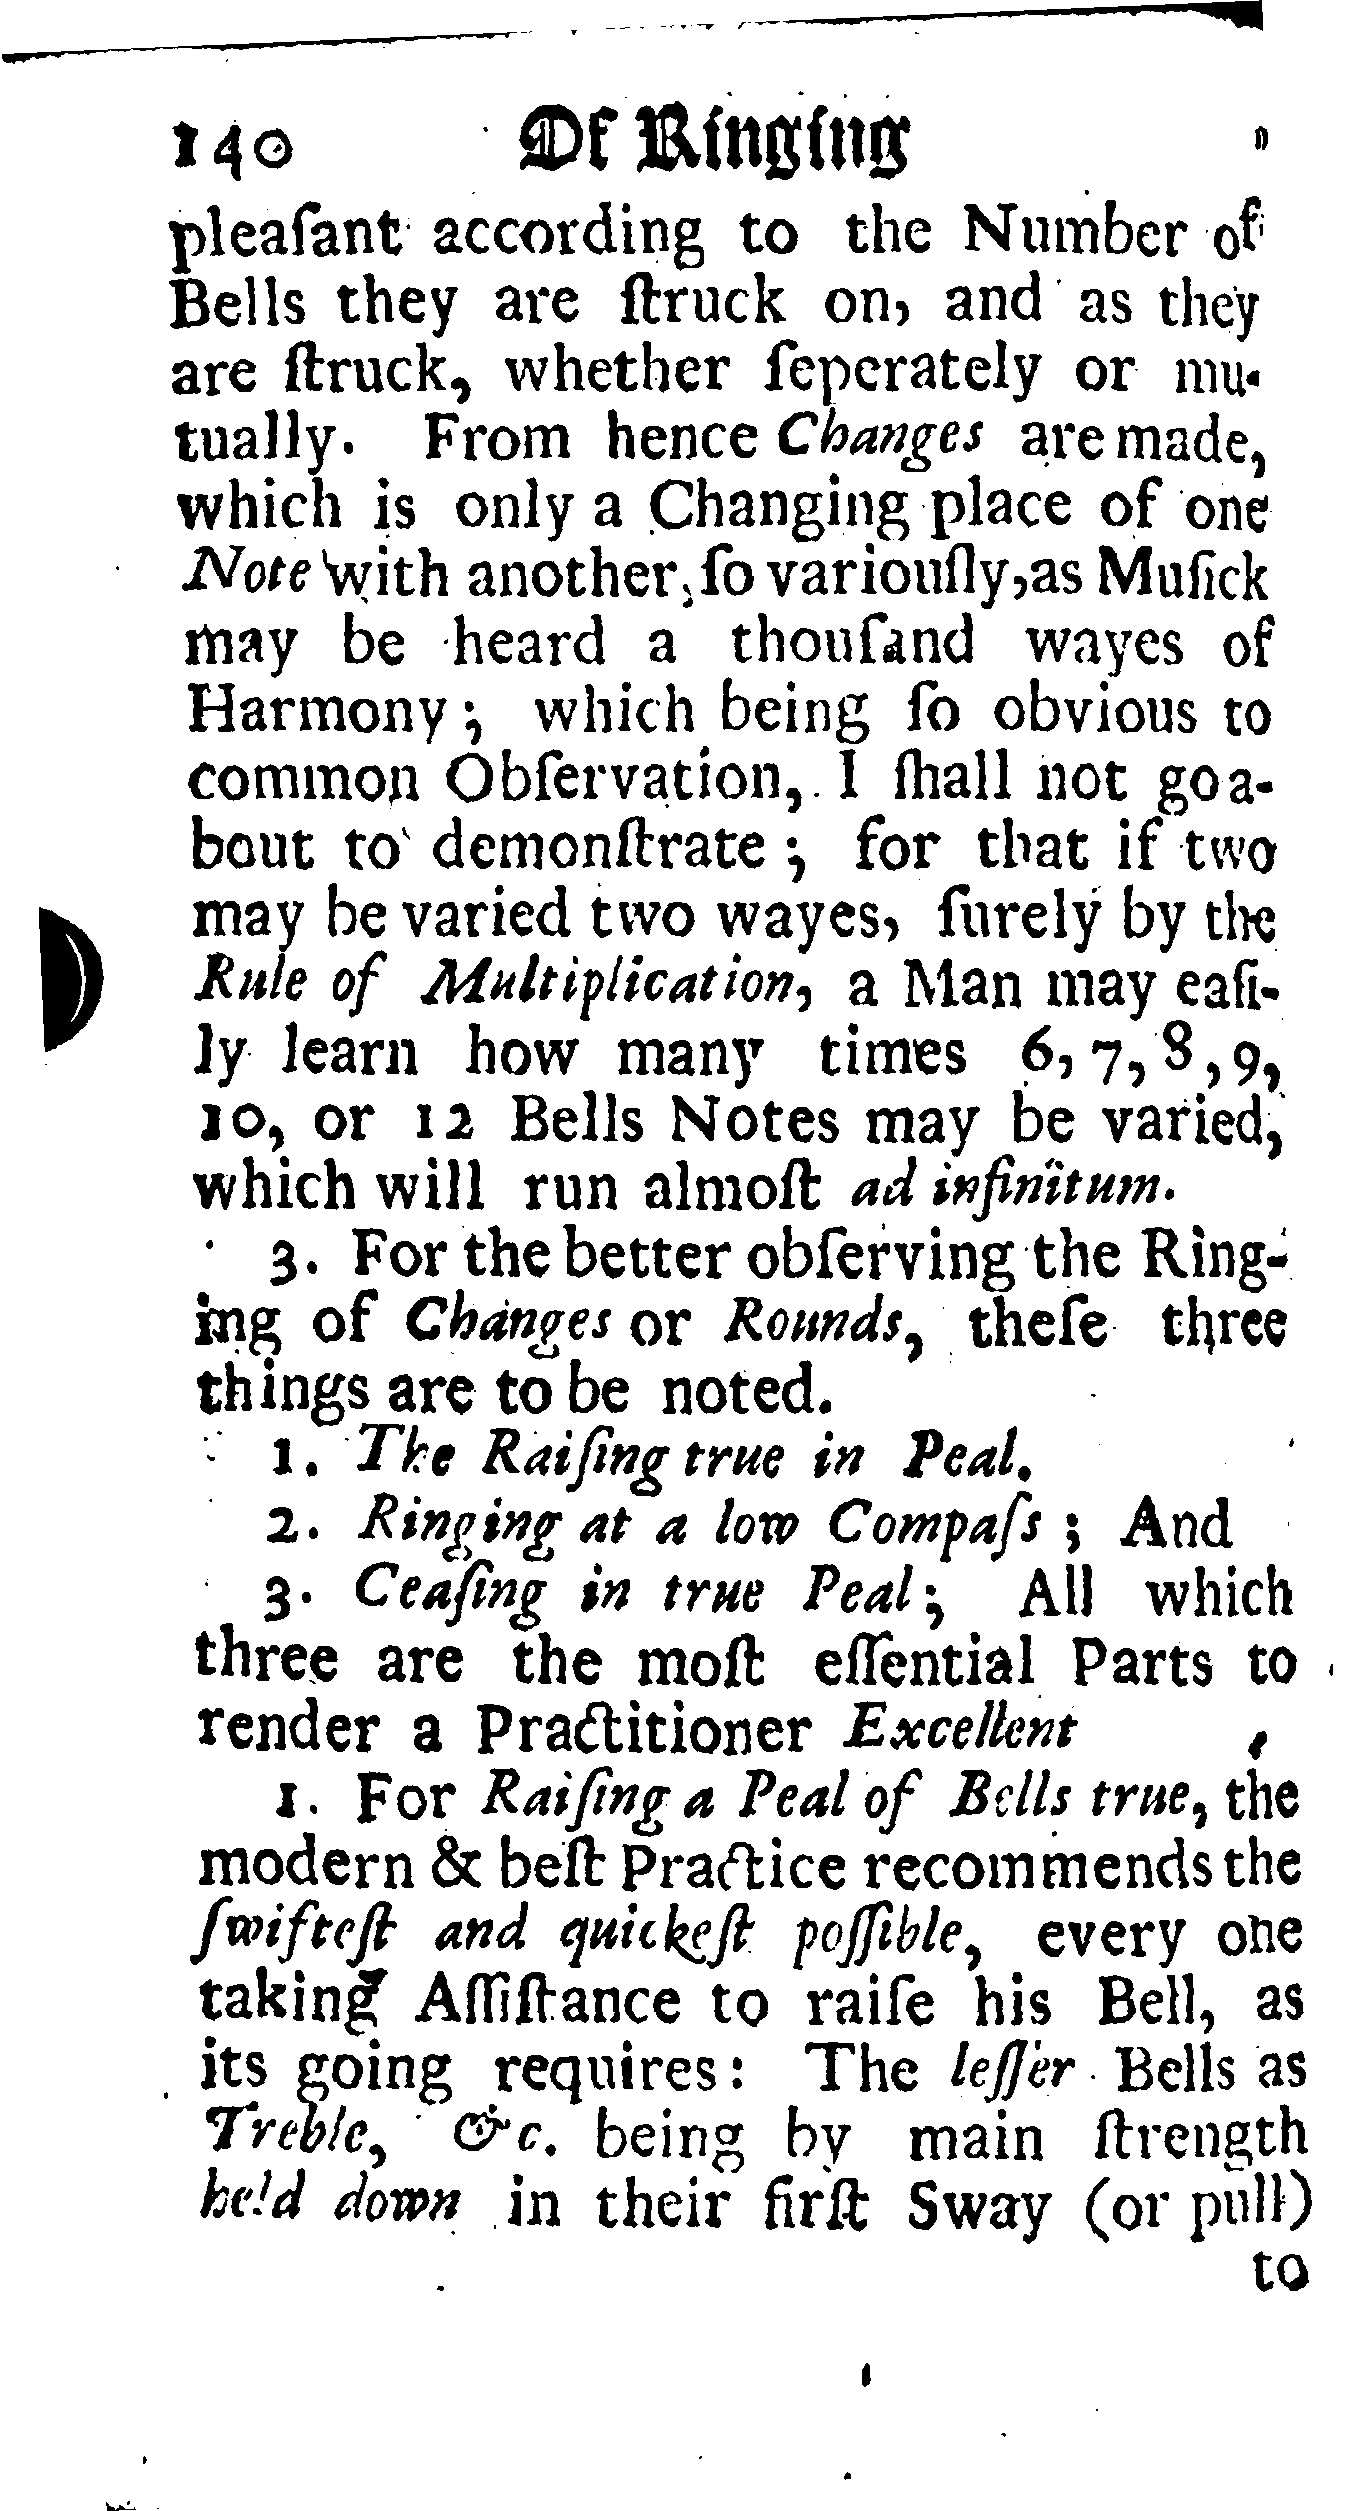 140 Of Ringing
pleaſant according to the Number of
Bells they are ſtruck on, and as they
are ſtruck, whether ſeperately or mu-
tually. From hence Changes are made,
which is only a Changing place of one
Note with another, ſo variouſly, as Muſick
may be heard a thouſand wayes of
Harmony; which being ſo obvious to
common Obſervation, I ſhall not go a-
bout to demonſtrate; for that if two
may be varied two wayes, ſurely by the
Rule of Multiplication, a Man may eaſi-
ly learn how many times 6, 7, 8, 9,
10, or 12 Bells Notes may be varied,
which will run almoſt ad infinitum.
3. For the better obſerving the Ring-
ing of Changes or Rounds, theſe three
things are to be noted.
1. The Raiſing true in Peal.
2. Ringing at a low Compaſs; And
3. Ceaſing in true Peal; All which
three are the moſt eſſential Parts to
render a Practitioner Excellent
1. For Raiſing a Peal of Bells true, the
modern & beſt Practice recommends the
ſwifteſt and quickeſt poſſible, every one
taking Aſſiſtance to raiſe his Bell, as
its going requires: The leſſer Bells as
Treble, &c. being by main ſtrength
held down in their firſt Sway (or pull)
to